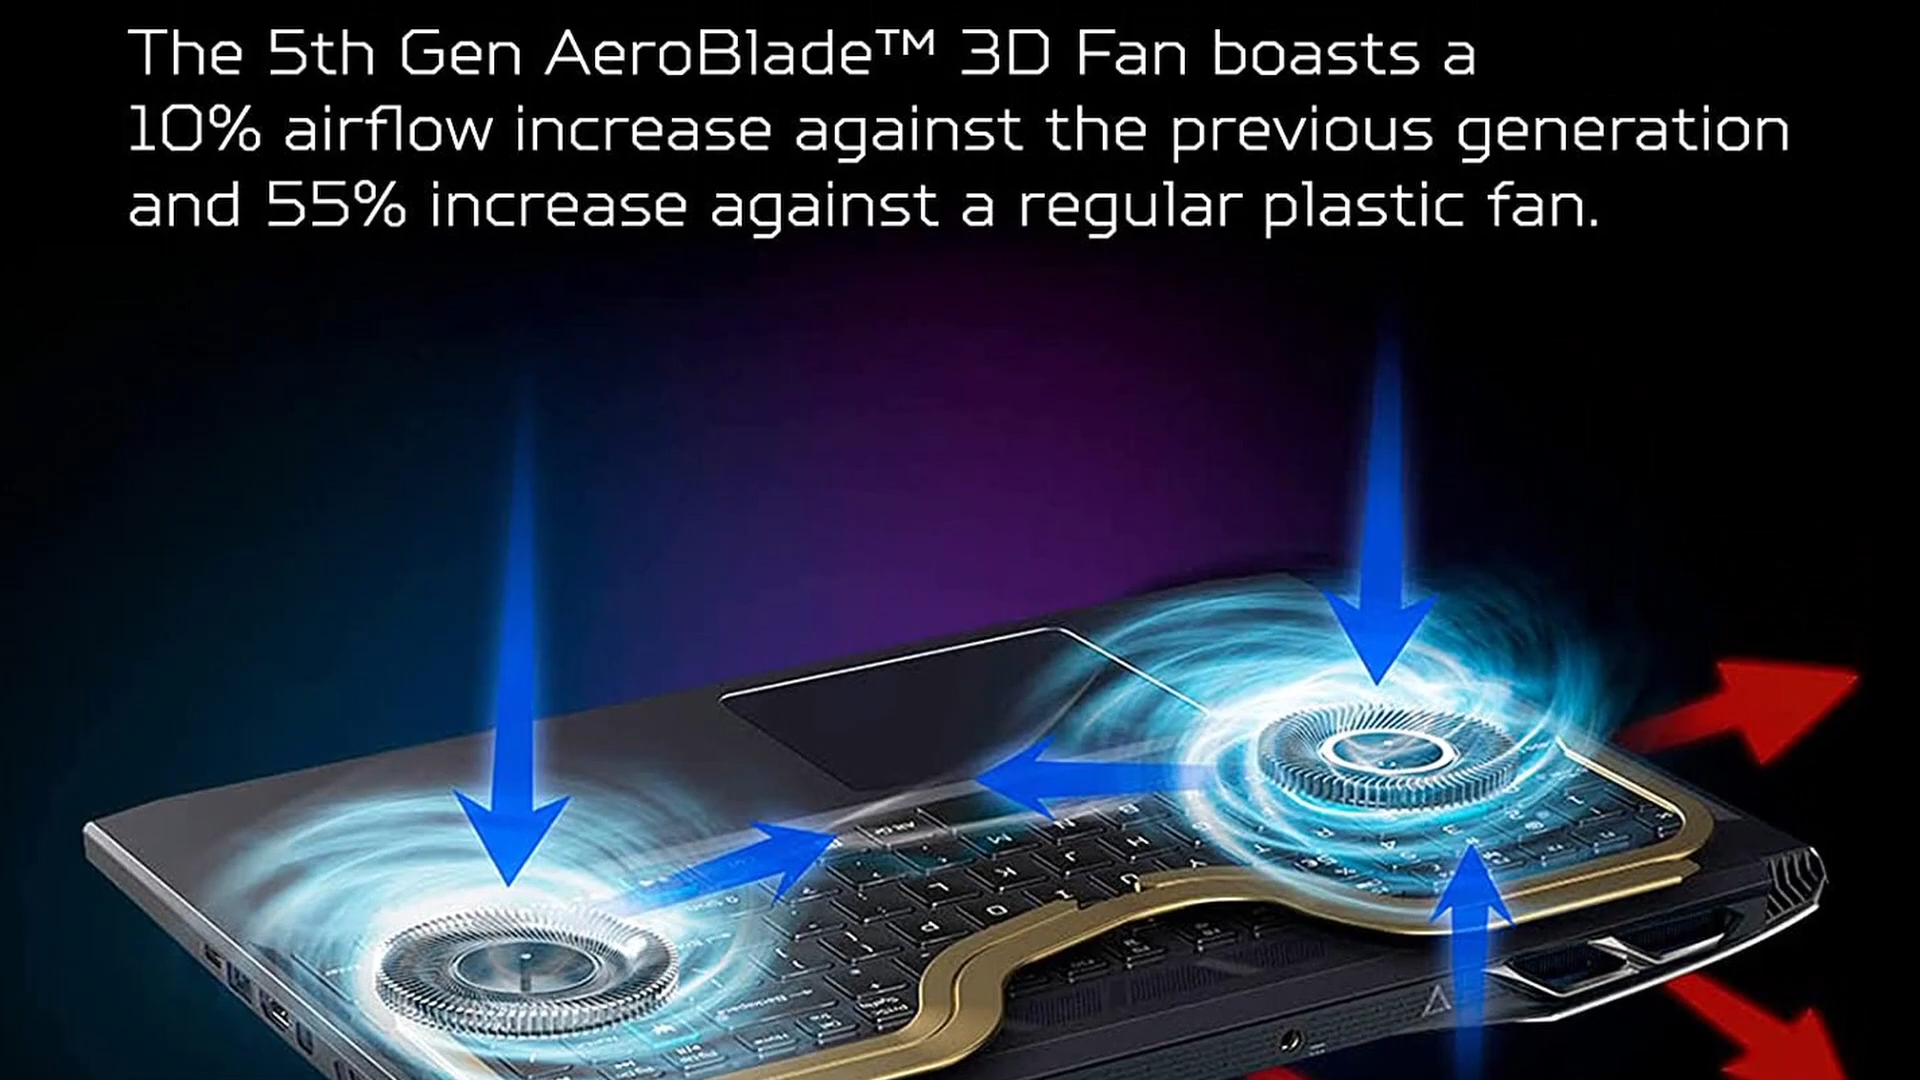 The 5th Gen AeroBlade™ 3D Fan boasts a
10% airflow increase against the previous generation
and 55% increase against a regular plastic fan.